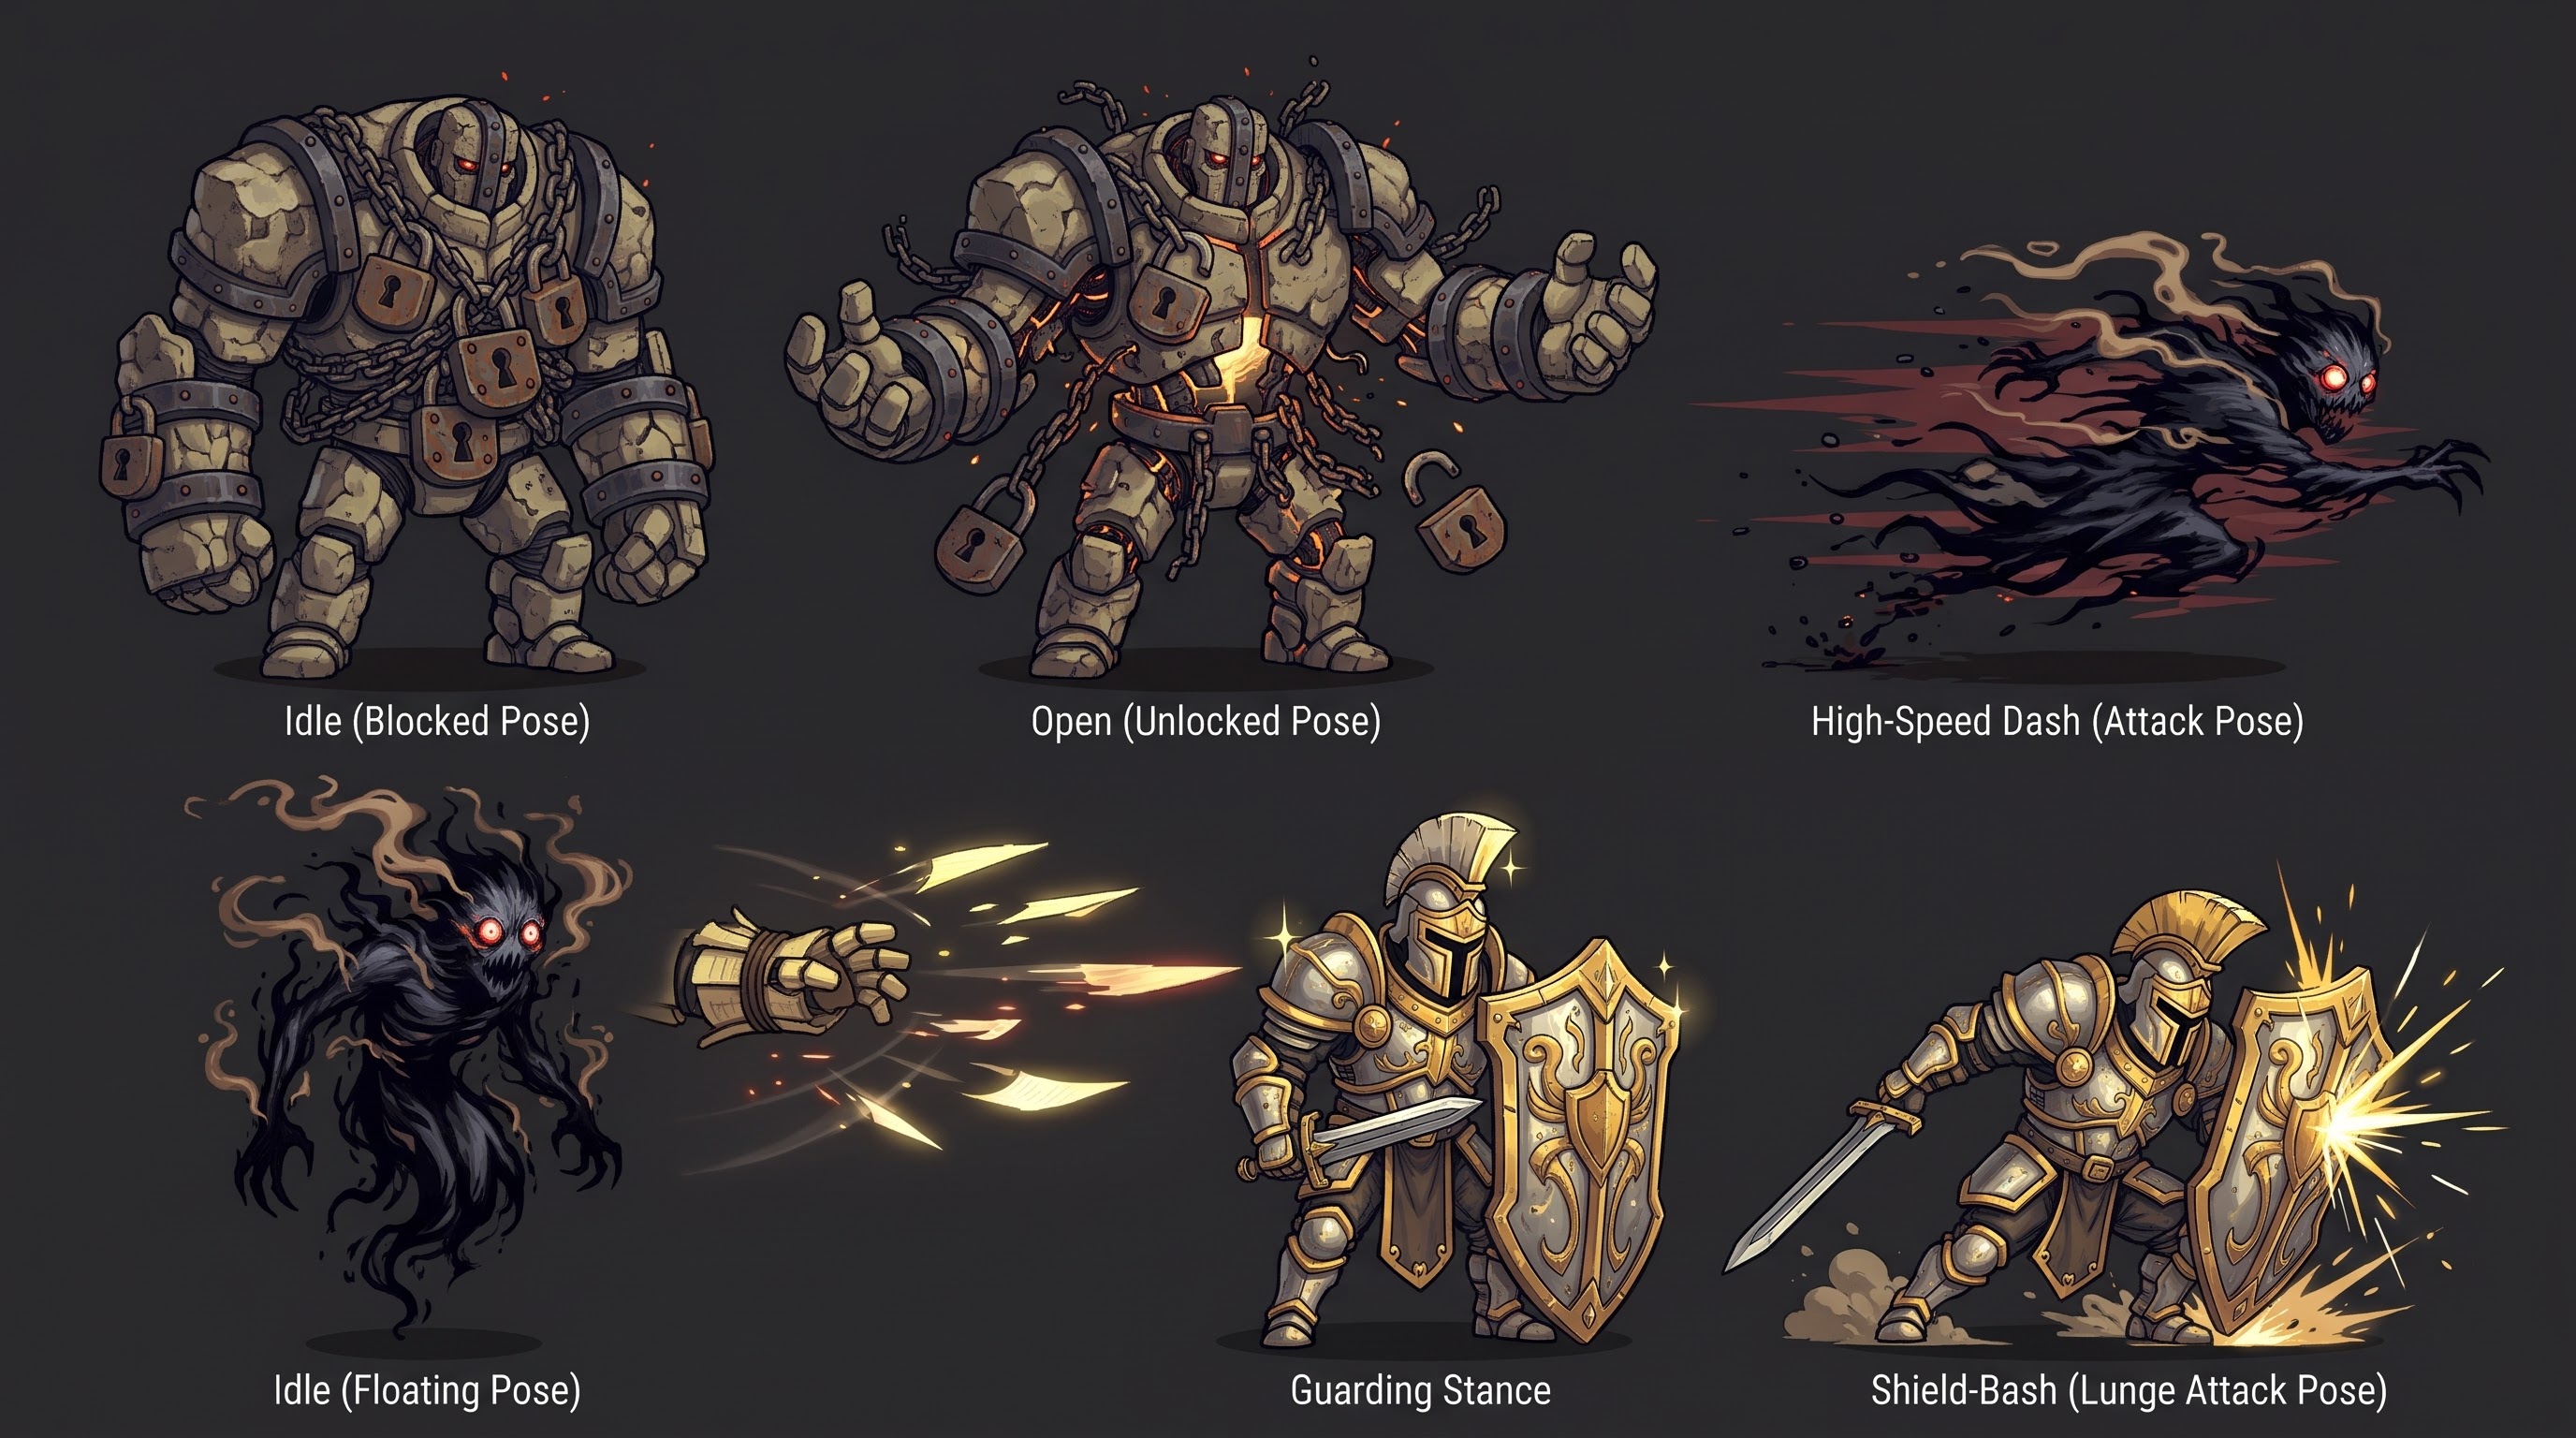 Idle (Blocked Pose)
Open (Unlocked Pose)
High-Speed Dash (Attack Pose)
Idle (Floating Pose)
Guarding Stance
Shield-Bash (Lunge Attack Pose)